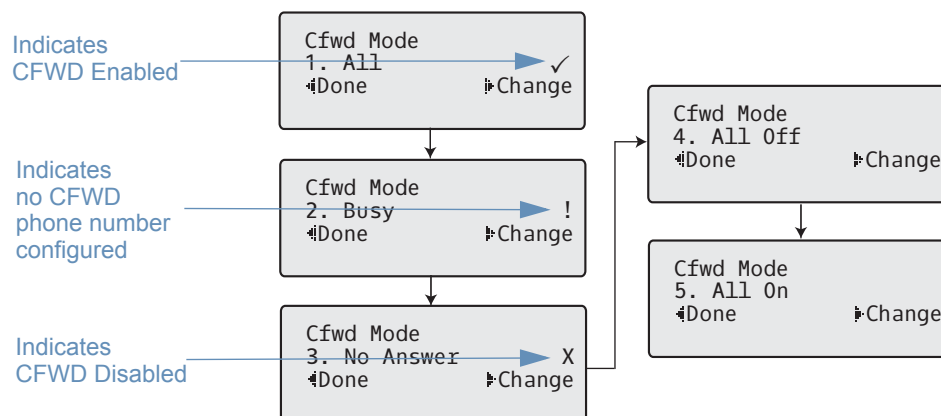 Indicates
CFWD Enabled
Cfwd Mode
1. All ✓
Done Change
Indicates
no CFWD
phone number
configured
Cfwd Mode
2. Busy !
Done Change
Indicates
CFWD Disabled
Cfwd Mode
3. No Answer X
Done Change
Cfwd Mode
4. All Off
Done Change
Cfwd Mode
5. All On
Done Change